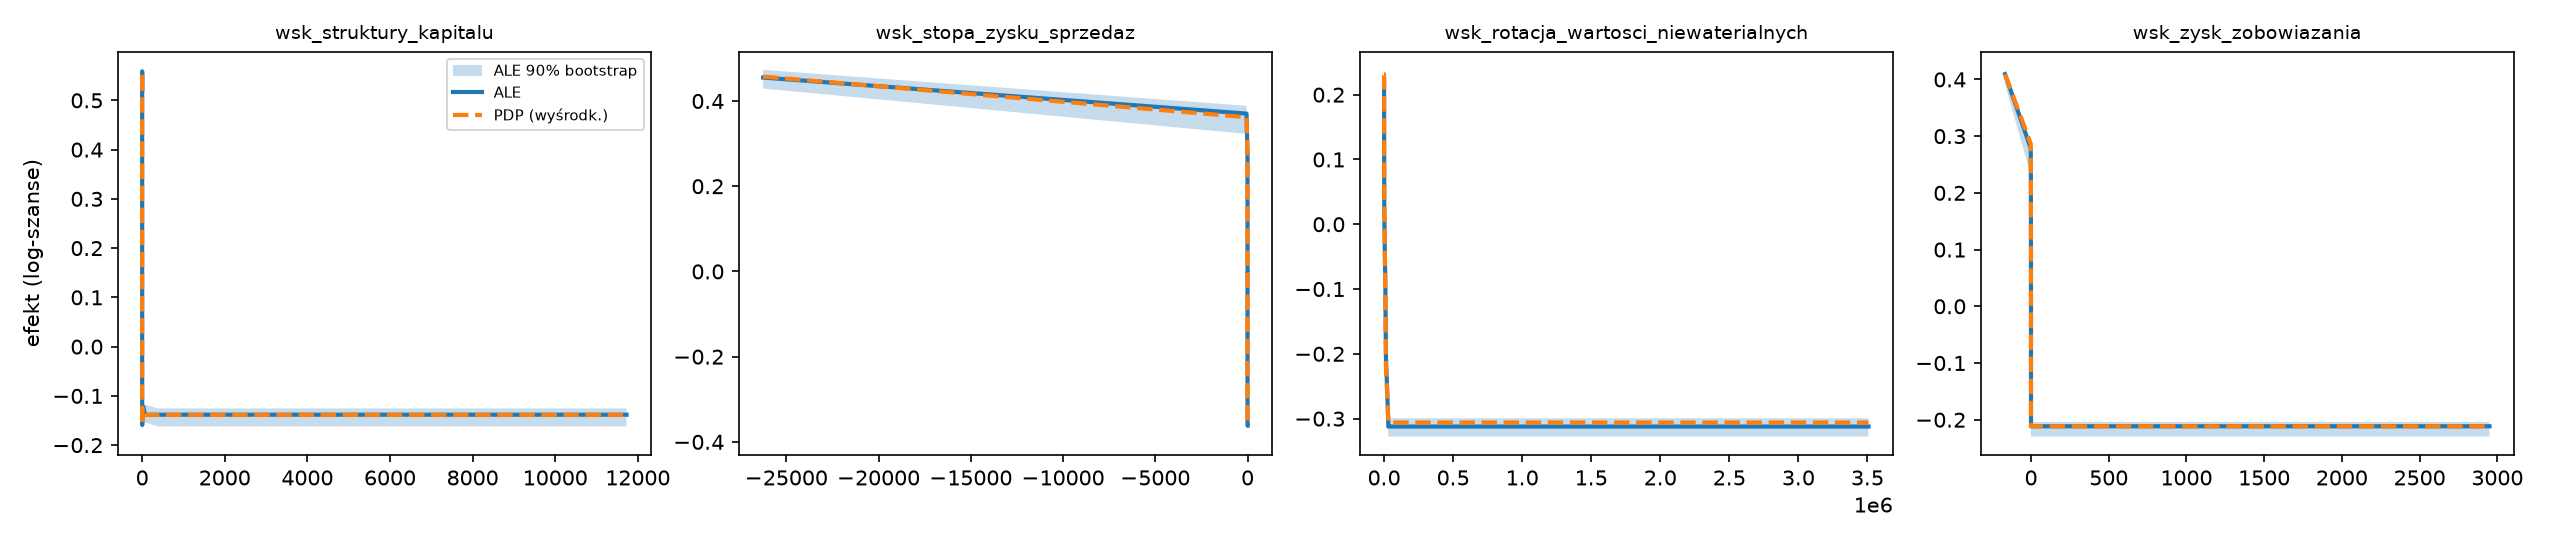 wsk_struktury_kapitalu
ALE 90% bootstrap
ALE
PDP (wyśrodk.)
efekt (log-szanse)
0.5
0.4
0.3
0.2
0.1
0.0
−0.1
−0.2
0 2000 4000 6000 8000 10000 12000
wsk_stopa_zysku_sprzedaz
0.4
0.2
0.0
−0.2
−0.4
−25000 −20000 −15000 −10000 −5000 0
wsk_rotacja_wartosci_niewaterialnych
0.2
0.1
0.0
−0.1
−0.2
−0.3
0.0 0.5 1.0 1.5 2.0 2.5 3.0 3.5
1e6
wsk_zysk_zobowiazania
0.4
0.3
0.2
0.1
0.0
−0.1
−0.2
0 500 1000 1500 2000 2500 3000